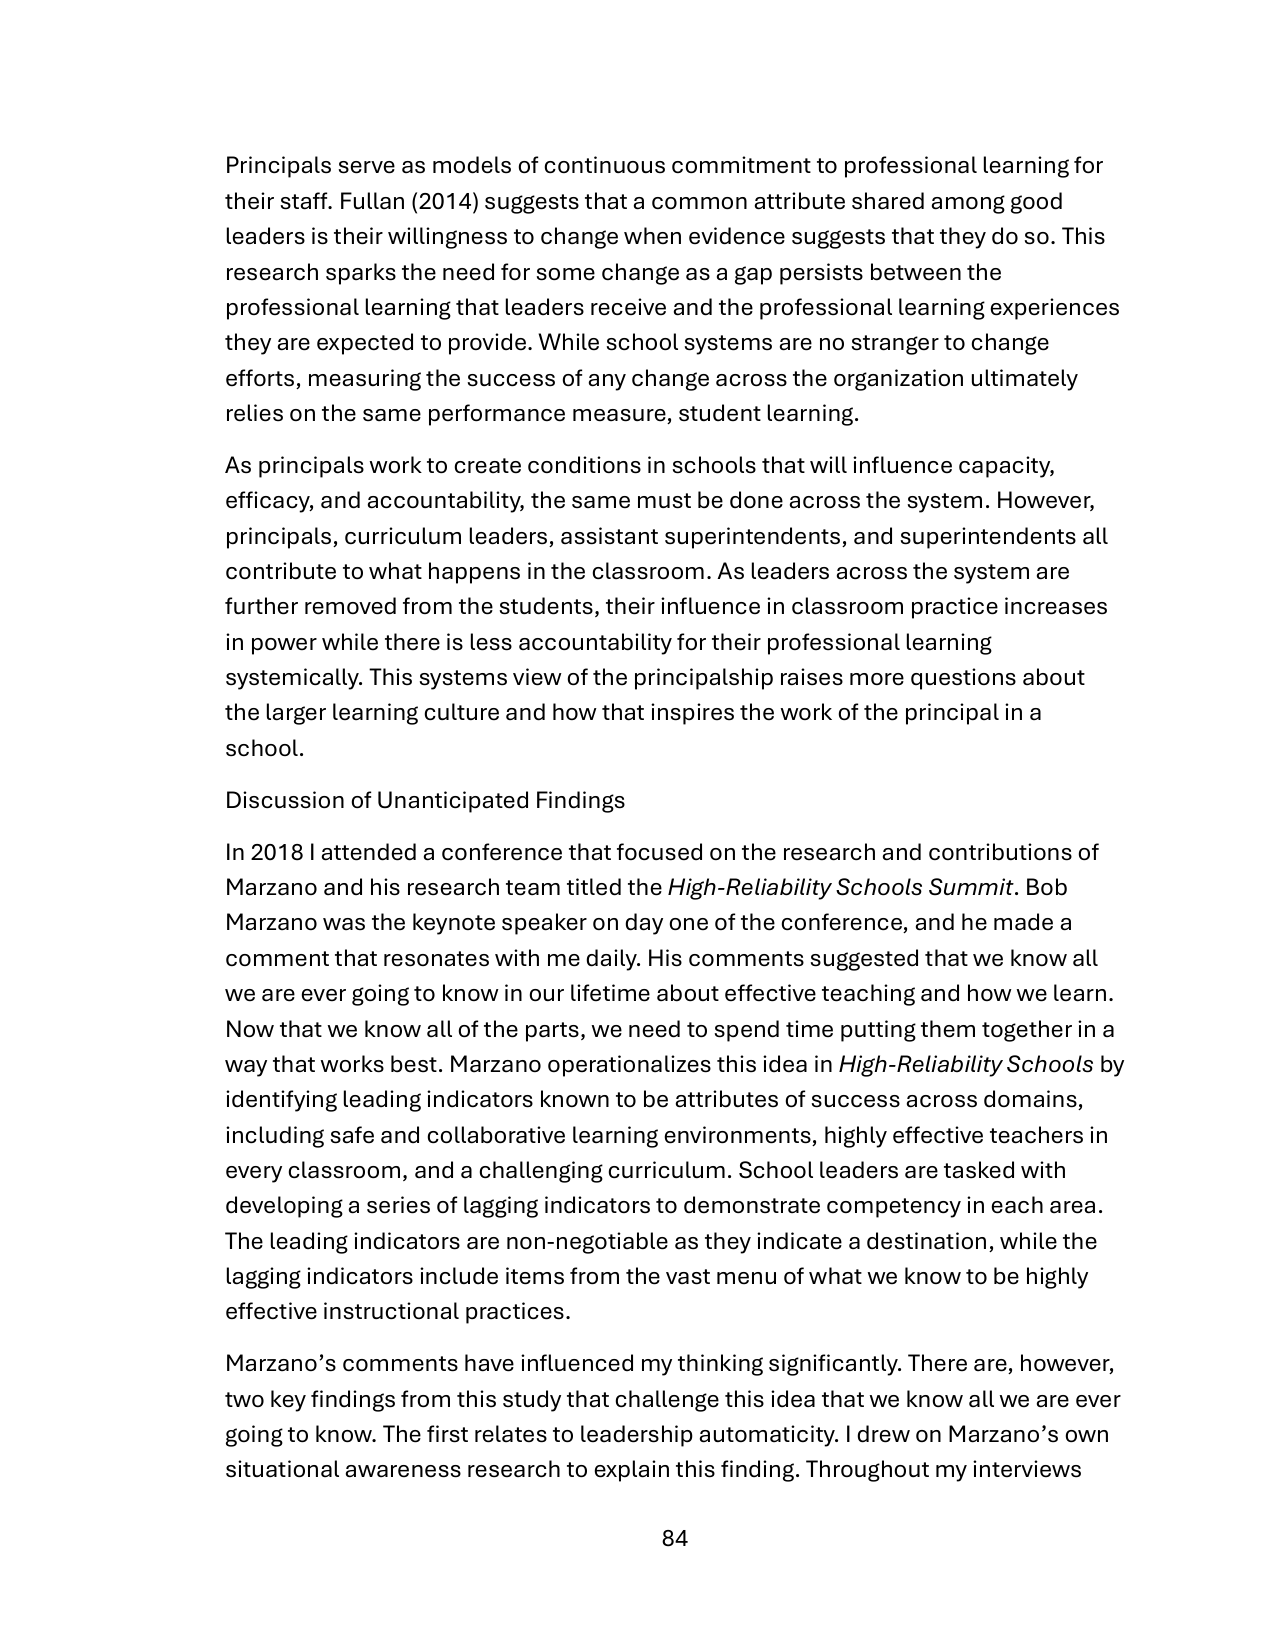 Principals serve as models of continuous commitment to professional learning for
their staff. Fullan (2014) suggests that a common attribute shared among good
leaders is their willingness to change when evidence suggests that they do so. This
research sparks the need for some change as a gap persists between the
professional learning that leaders receive and the professional learning experiences
they are expected to provide. While school systems are no stranger to change
efforts, measuring the success of any change across the organization ultimately
relies on the same performance measure, student learning.
As principals work to create conditions in schools that will influence capacity,
efficacy, and accountability, the same must be done across the system. However,
principals, curriculum leaders, assistant superintendents, and superintendents all
contribute to what happens in the classroom. As leaders across the system are
further removed from the students, their influence in classroom practice increases
in power while there is less accountability for their professional learning
systemically. This systems view of the principalship raises more questions about
the larger learning culture and how that inspires the work of the principal in a
school.
Discussion of Unanticipated Findings
In 2018 I attended a conference that focused on the research and contributions of
Marzano and his research team titled the High-Reliability Schools Summit. Bob
Marzano was the keynote speaker on day one of the conference, and he made a
comment that resonates with me daily. His comments suggested that we know all
we are ever going to know in our lifetime about effective teaching and how we learn.
Now that we know all of the parts, we need to spend time putting them together in a
way that works best. Marzano operationalizes this idea in High-Reliability Schools by
identifying leading indicators known to be attributes of success across domains,
including safe and collaborative learning environments, highly effective teachers in
every classroom, and a challenging curriculum. School leaders are tasked with
developing a series of lagging indicators to demonstrate competency in each area.
The leading indicators are non-negotiable as they indicate a destination, while the
lagging indicators include items from the vast menu of what we know to be highly
effective instructional practices.
Marzano’s comments have influenced my thinking significantly. There are, however,
two key findings from this study that challenge this idea that we know all we are ever
going to know. The first relates to leadership automaticity. I drew on Marzano’s own
situational awareness research to explain this finding. Throughout my interviews
84